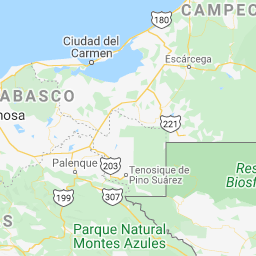 CAMPEC
180
Ciudad del
Carmen
Escárcega
ABASCO
nosa
221
Palenque
203
Tenosique de
Pino Suárez
Res
Biosf
199
307
S
Parque Natural
Montes Azules